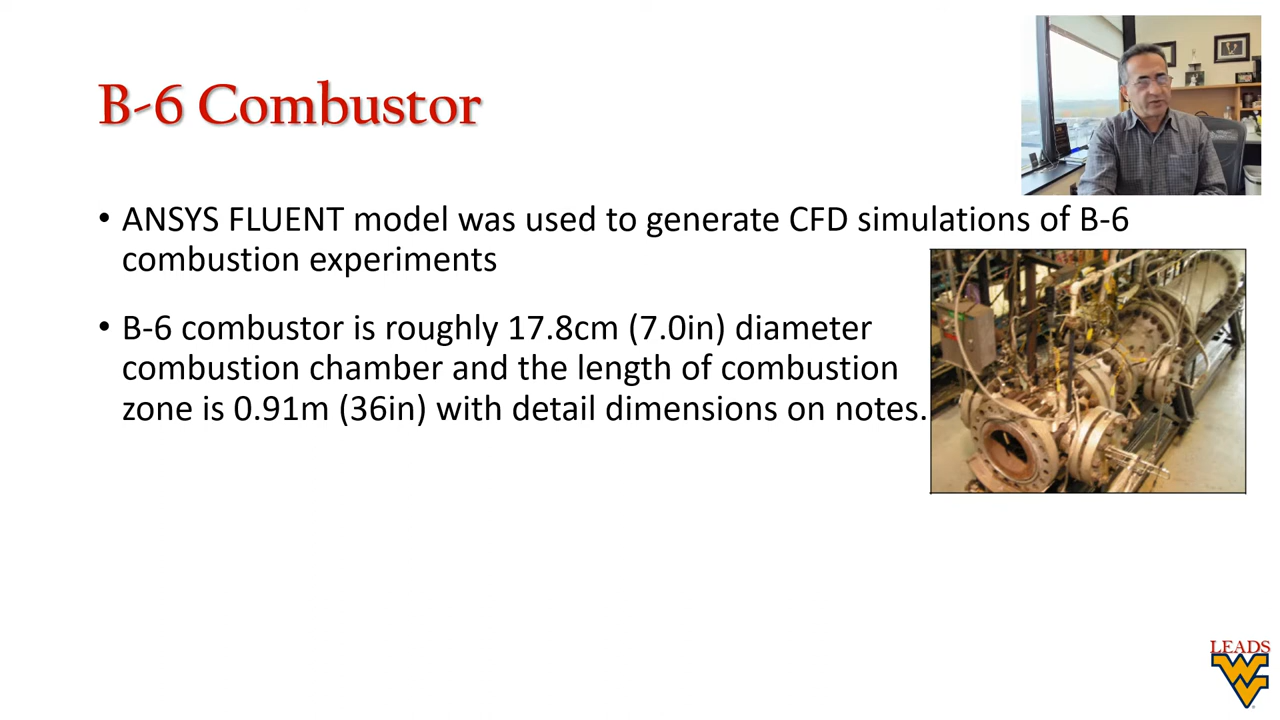 B-6 Combustor
• ANSYS FLUENT model was used to generate CFD simulations of B-6
combustion experiments
• B-6 combustor is roughly 17.8cm (7.0in) diameter
combustion chamber and the length of combustion
zone is 0.91m (36in) with detail dimensions on notes.
LEADS
WV